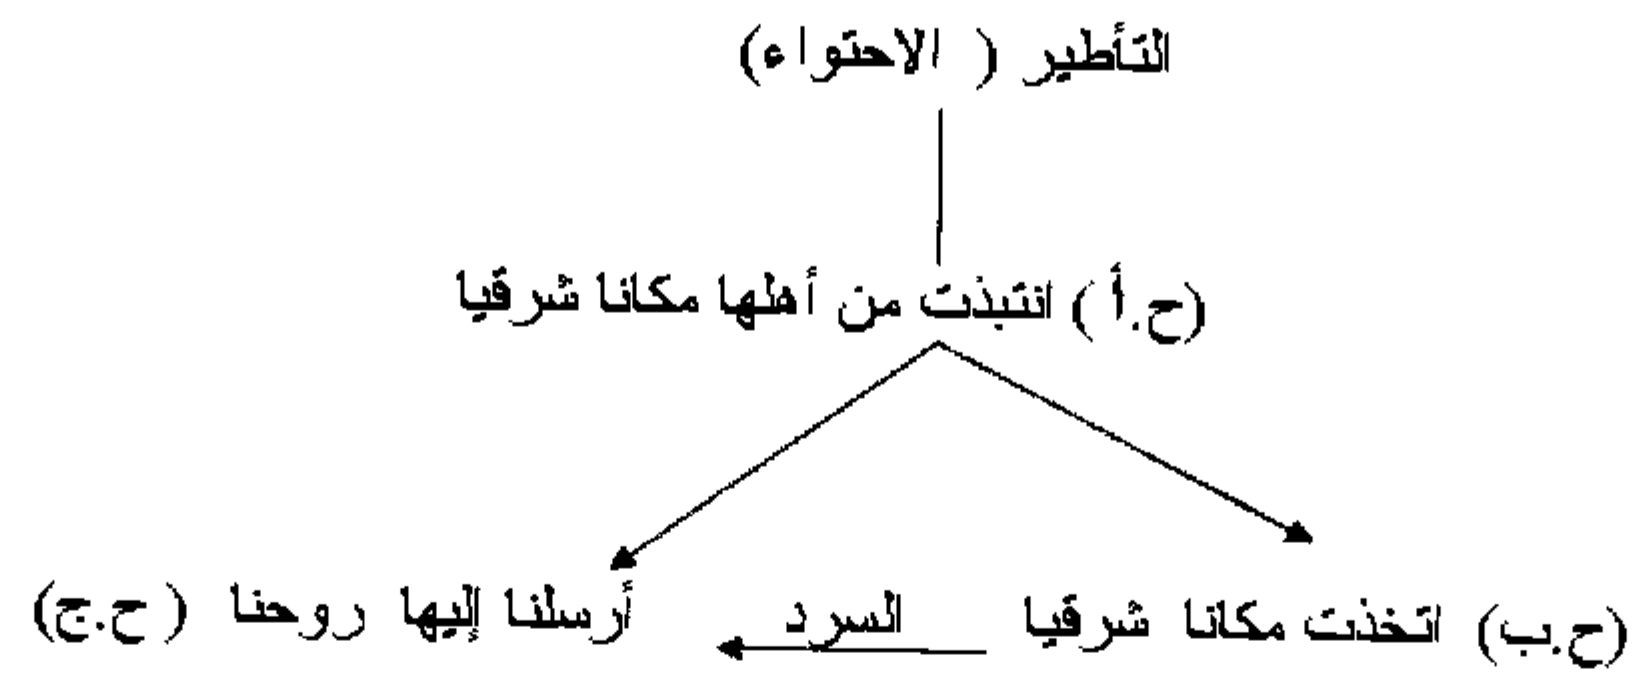 التأطير ( الاحتواء)
(ح.أ ) انتبذت من أهلها مكانا شرقيا
(ح.ب) اتخذت مكانا شرقيا
السرد
أرسلنا إليها روحنا (ح.ج)